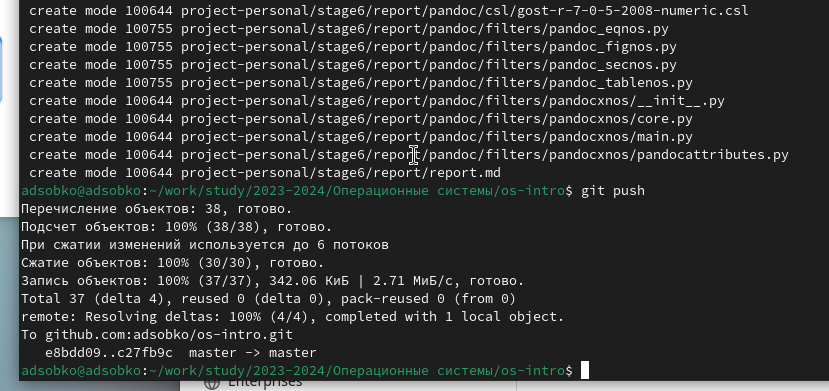 create mode 100644 project-personal/stage6/report/pandoc/csl/gost-r-7-0-5-2008-numeric.csl
create mode 100755 project-personal/stage6/report/pandoc/filters/pandoc_eqnos.py
create mode 100755 project-personal/stage6/report/pandoc/filters/pandoc_fignos.py
create mode 100755 project-personal/stage6/report/pandoc/filters/pandoc_secnos.py
create mode 100755 project-personal/stage6/report/pandoc/filters/pandoc_tablenos.py
create mode 100644 project-personal/stage6/report/pandoc/filters/pandocxnos/__init__.py
create mode 100644 project-personal/stage6/report/pandoc/filters/pandocxnos/core.py
create mode 100644 project-personal/stage6/report/pandoc/filters/pandocxnos/main.py
create mode 100644 project-personal/stage6/report/pandoc/filters/pandocxnos/pandocattributes.py
create mode 100644 project-personal/stage6/report/report.md
adsobko@adsobko:~/work/study/2023-2024/Операционные системы/os-intro$ git push
Перечисление объектов: 38, готово.
Подсчет объектов: 100% (38/38), готово.
При сжатии изменений используется до 6 потоков
Сжатие объектов: 100% (30/30), готово.
Запись объектов: 100% (37/37), 342.06 КиБ | 2.71 МиБ/с, готово.
Total 37 (delta 4), reused 0 (delta 0), pack-reused 0 (from 0)
remote: Resolving deltas: 100% (4/4), completed with 1 local object.
To github.com:adsobko/os-intro.git
e8bdd09..c27fb9c  master -> master
adsobko@adsobko:~/work/study/2023-2024/Операционные системы/os-intro$
Enterprises